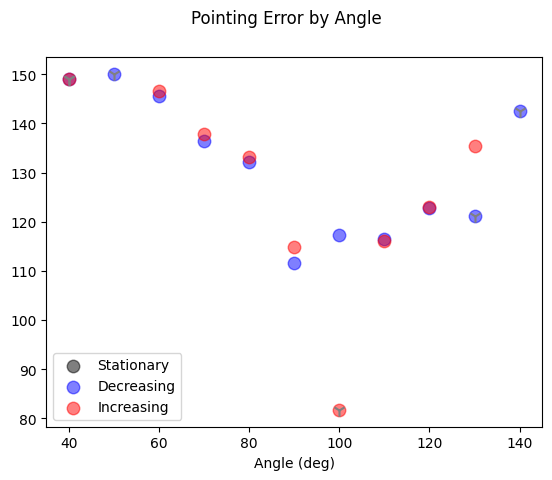 Pointing Error by Angle
150
140
130
120
110
100
90
80
Stationary
Decreasing
Increasing
40 60 80 100 120 140
Angle (deg)